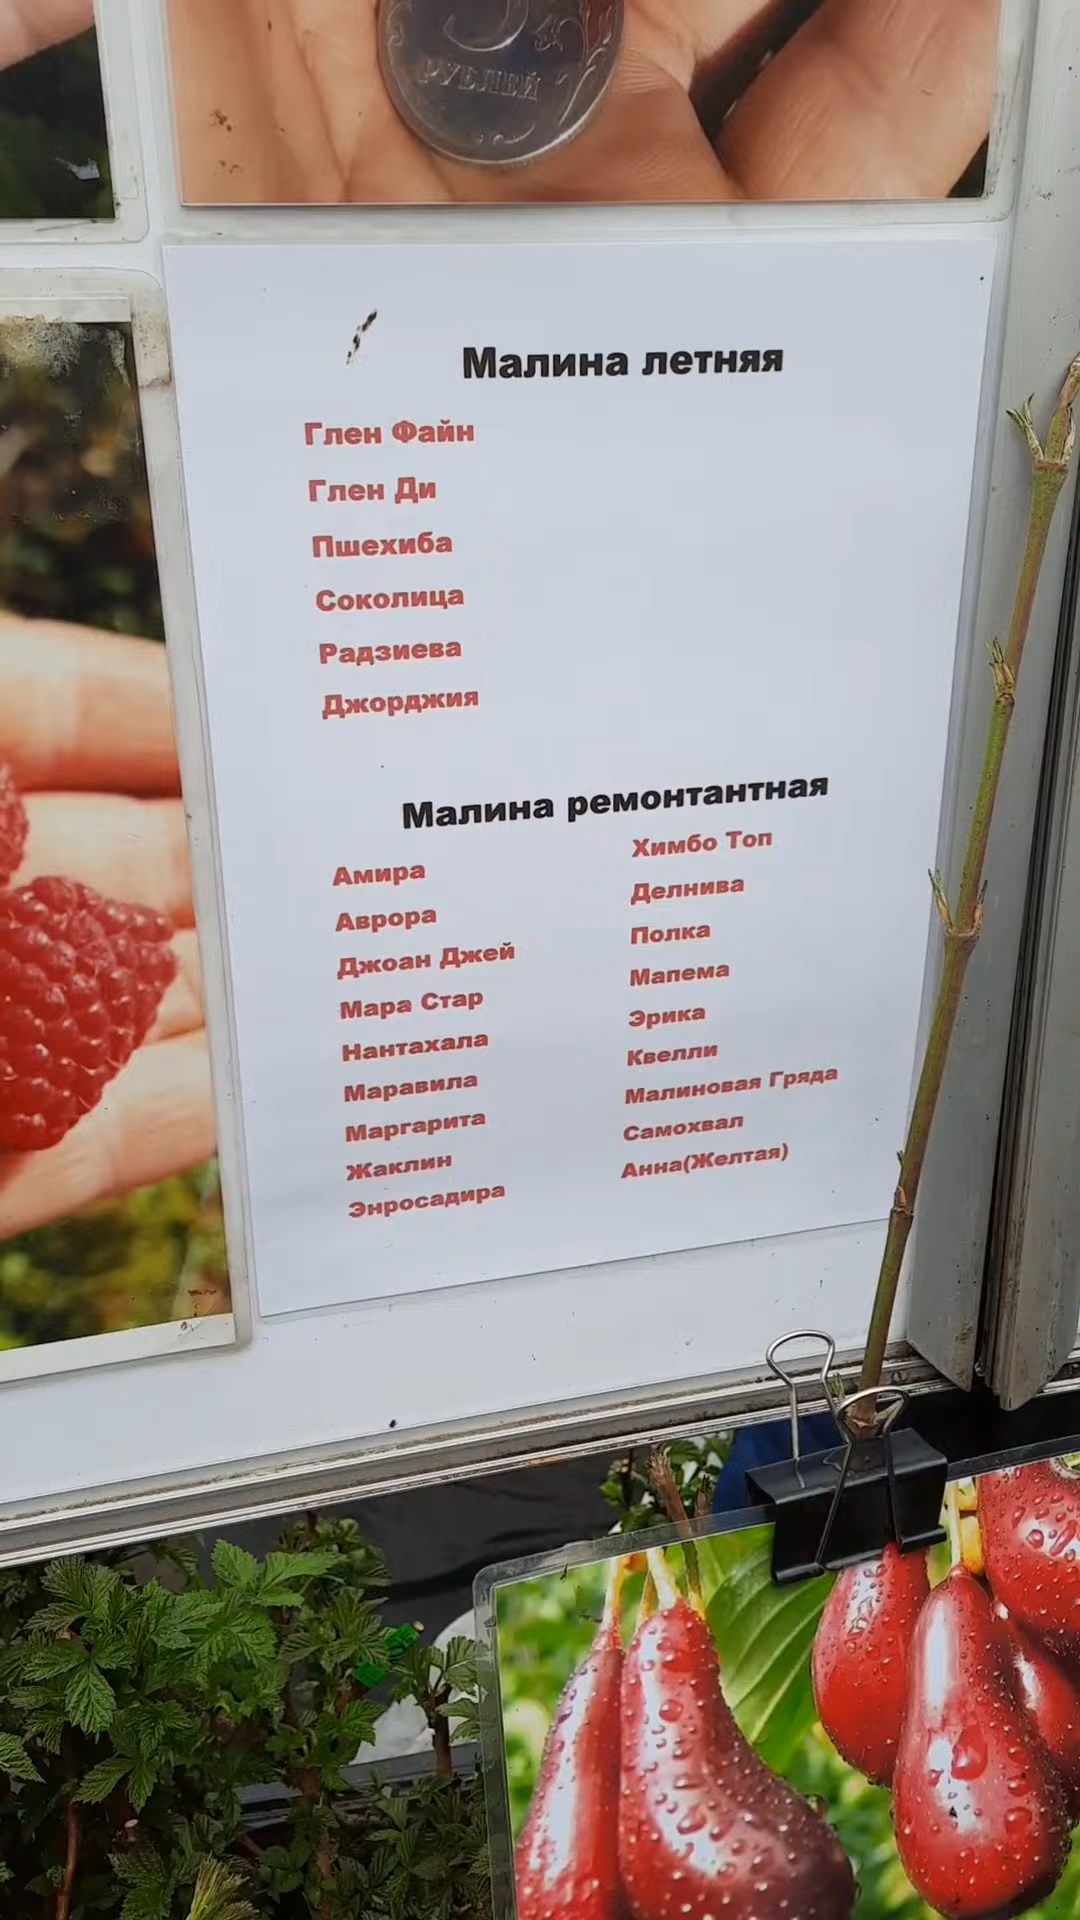 РУБЛЕЙ
Малина летняя
Глен Файн
Глен Ди
Пшехиба
Соколица
Радзиева
Джорджия
Малина ремонтантная
Амира
Аврора
Джоан Джей
Мара Стар
Нантахала
Маравила
Маргарита
Жаклин
Энросадира
Химбо Топ
Делнива
Полка
Мапема
Эрика
Квелли
Малиновая Гряда
Самохвал
Анна(Желтая)